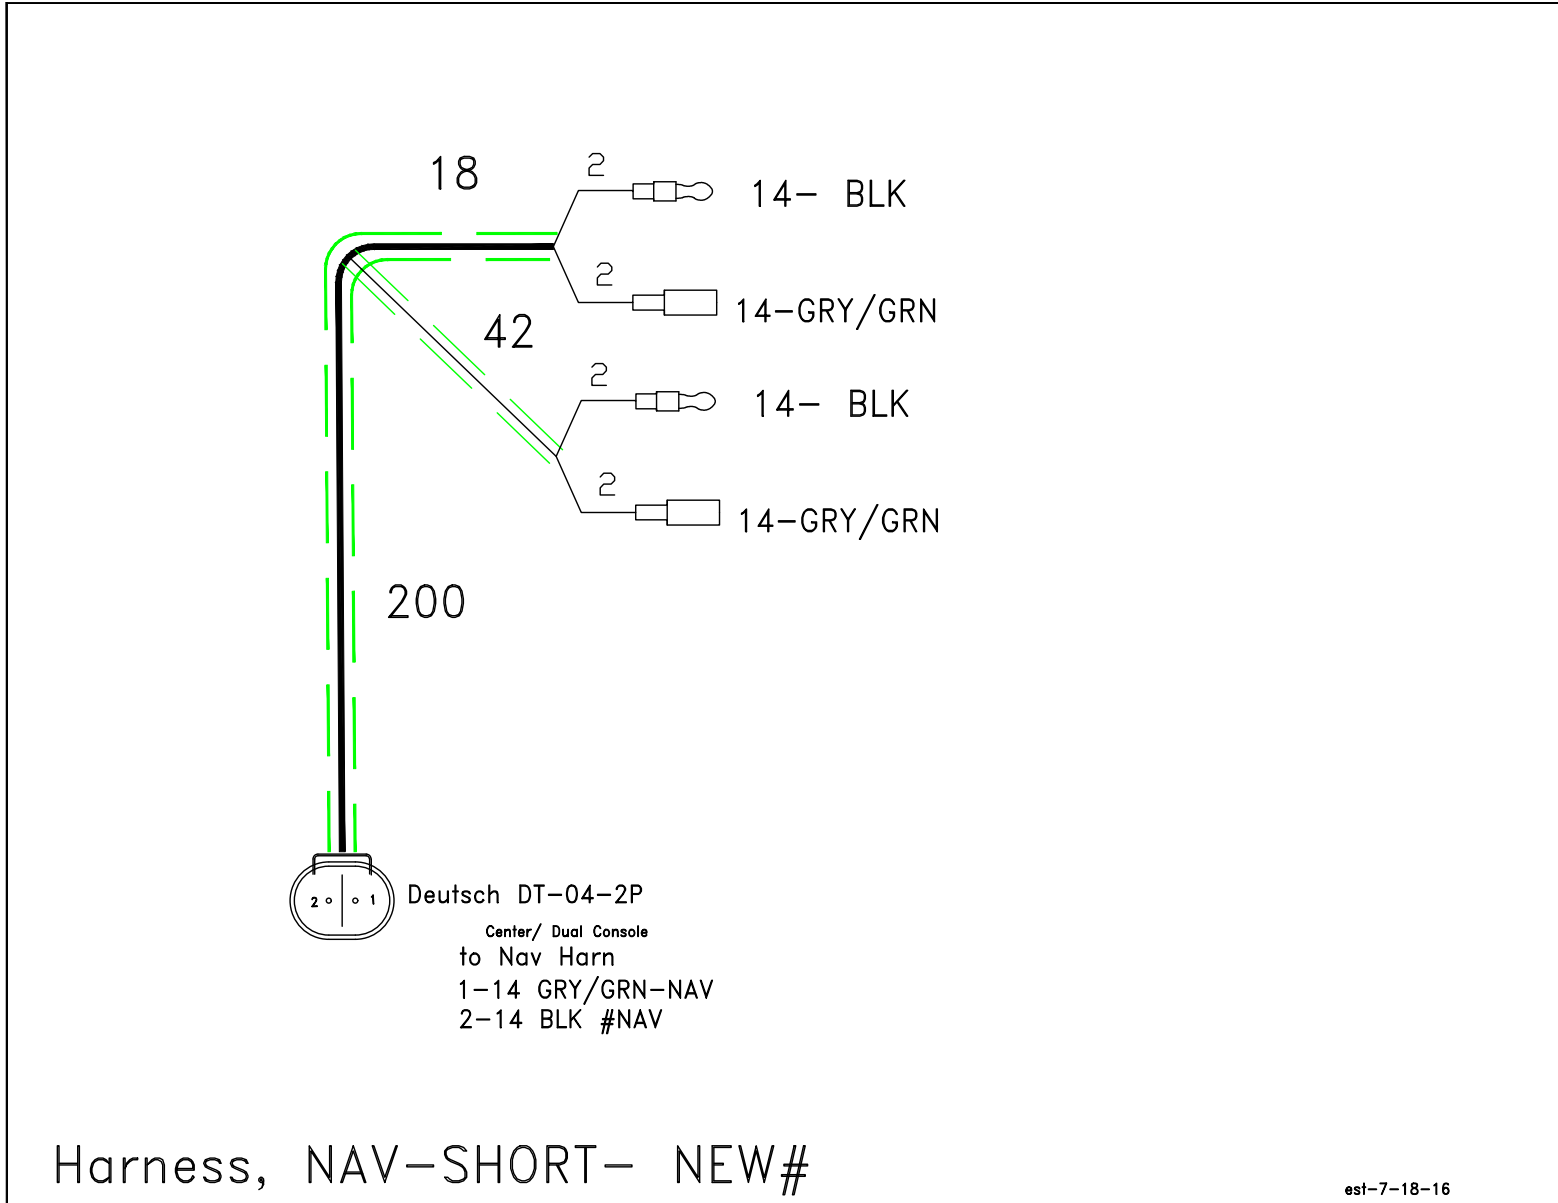 18
2
14- BLK
2
14-GRY/GRN
42
2
14- BLK
2
14-GRY/GRN
200
2 1
Deutsch DT-04-2P
Center/ Dual Console
to Nav Harn
1-14 GRY/GRN-NAV
2-14 BLK #NAV
Harness, NAV-SHORT- NEW#
est-7-18-16